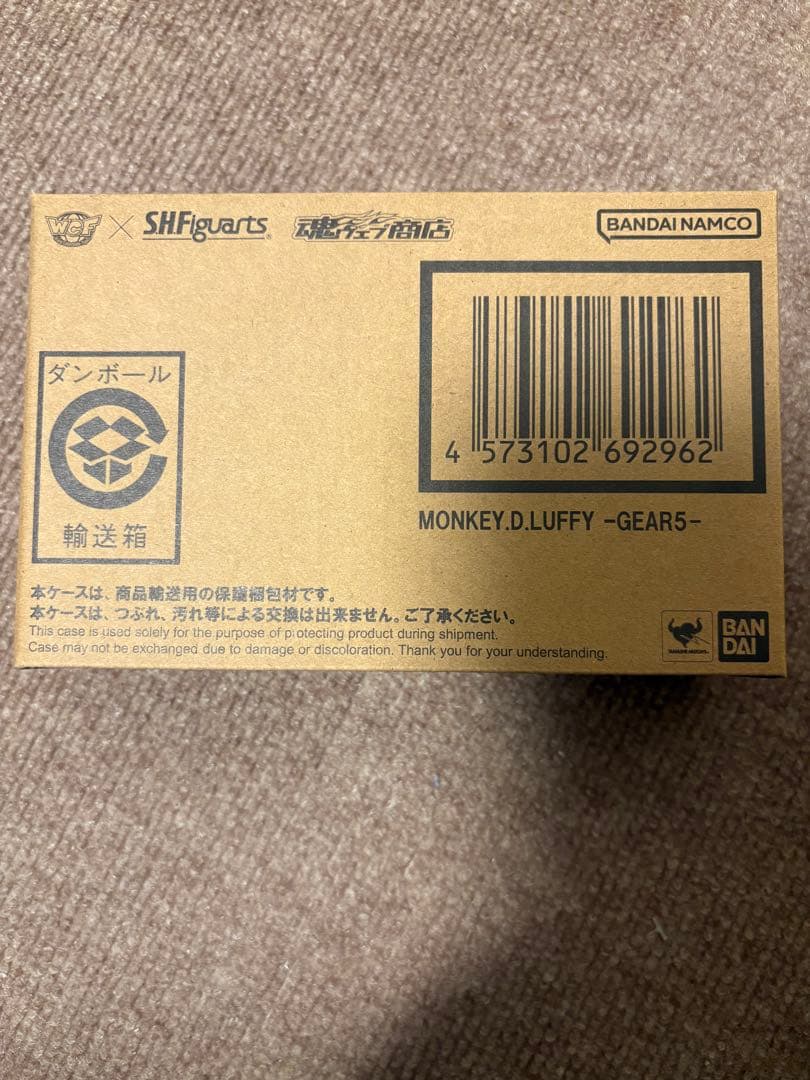 WCF × S.H.Figuarts 魂ウェブ商店
BANDAI NAMCO
4 573102 692962
MONKEY.D.LUFFY -GEAR5-
ダンボール
輸送箱
本ケースは、商品輸送用の保護梱包材です。
本ケースは、つぶれ、汚れ等による交換は出来ません。ご了承ください。
This case is used solely for the purpose of protecting product during shipment.
Case may not be exchanged due to damage or discoloration. Thank you for your understanding.
BAN
DAI